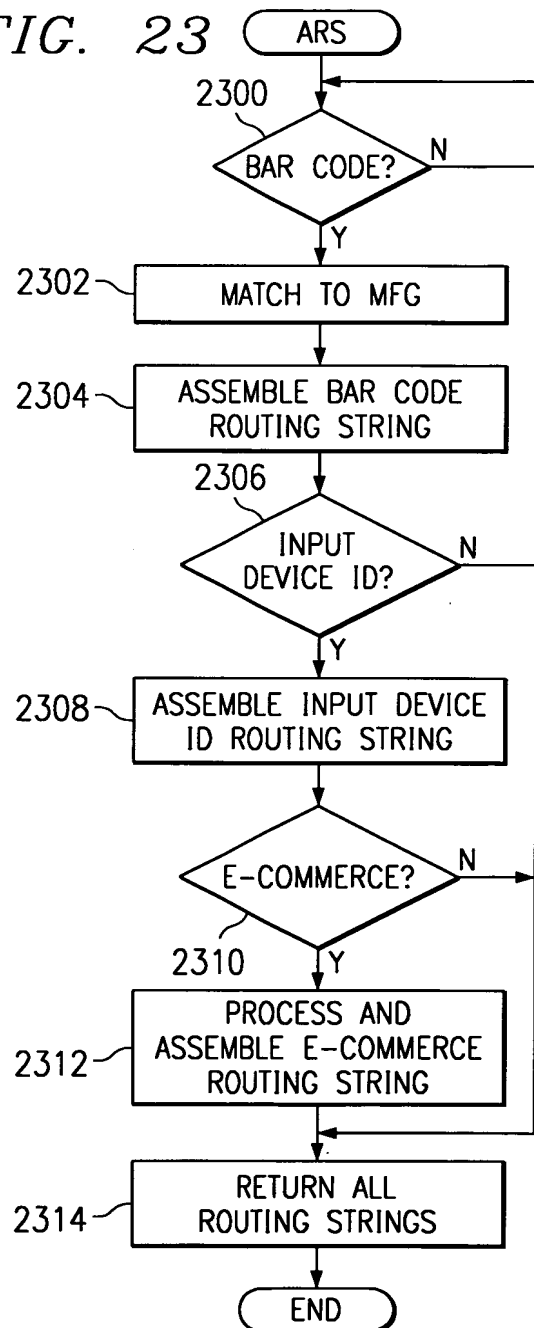 FIG. 23
ARS
2300
BAR CODE?
N
Y
2302
MATCH TO MFG
2304
ASSEMBLE BAR CODE
ROUTING STRING
2306
INPUT
DEVICE ID?
N
Y
2308
ASSEMBLE INPUT DEVICE
ID ROUTING STRING
E-COMMERCE?
N
2310
Y
2312
PROCESS AND
ASSEMBLE E-COMMERCE
ROUTING STRING
2314
RETURN ALL
ROUTING STRINGS
END